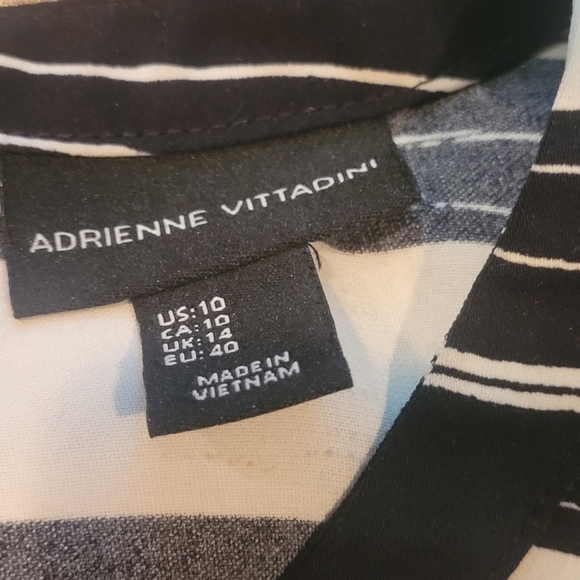 ADRIENNE VITTADINI
US:10
CA:10
UK:14
EU:40
MADE IN
VIETNAM